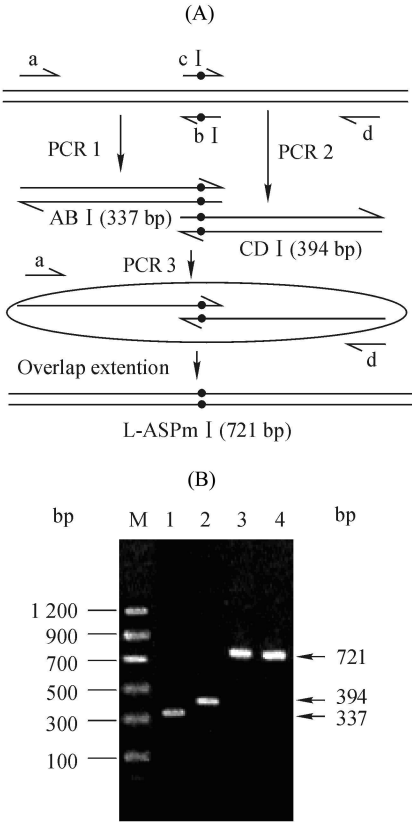 (A)
a
c I
b I
d
PCR 1
PCR 2
AB I (337 bp)
CD I (394 bp)
a
PCR 3
d
Overlap extention
L-ASPm I (721 bp)
(B)
bp M 1 2 3 4 bp
1 200
900
700
721
500
394
300
337
100